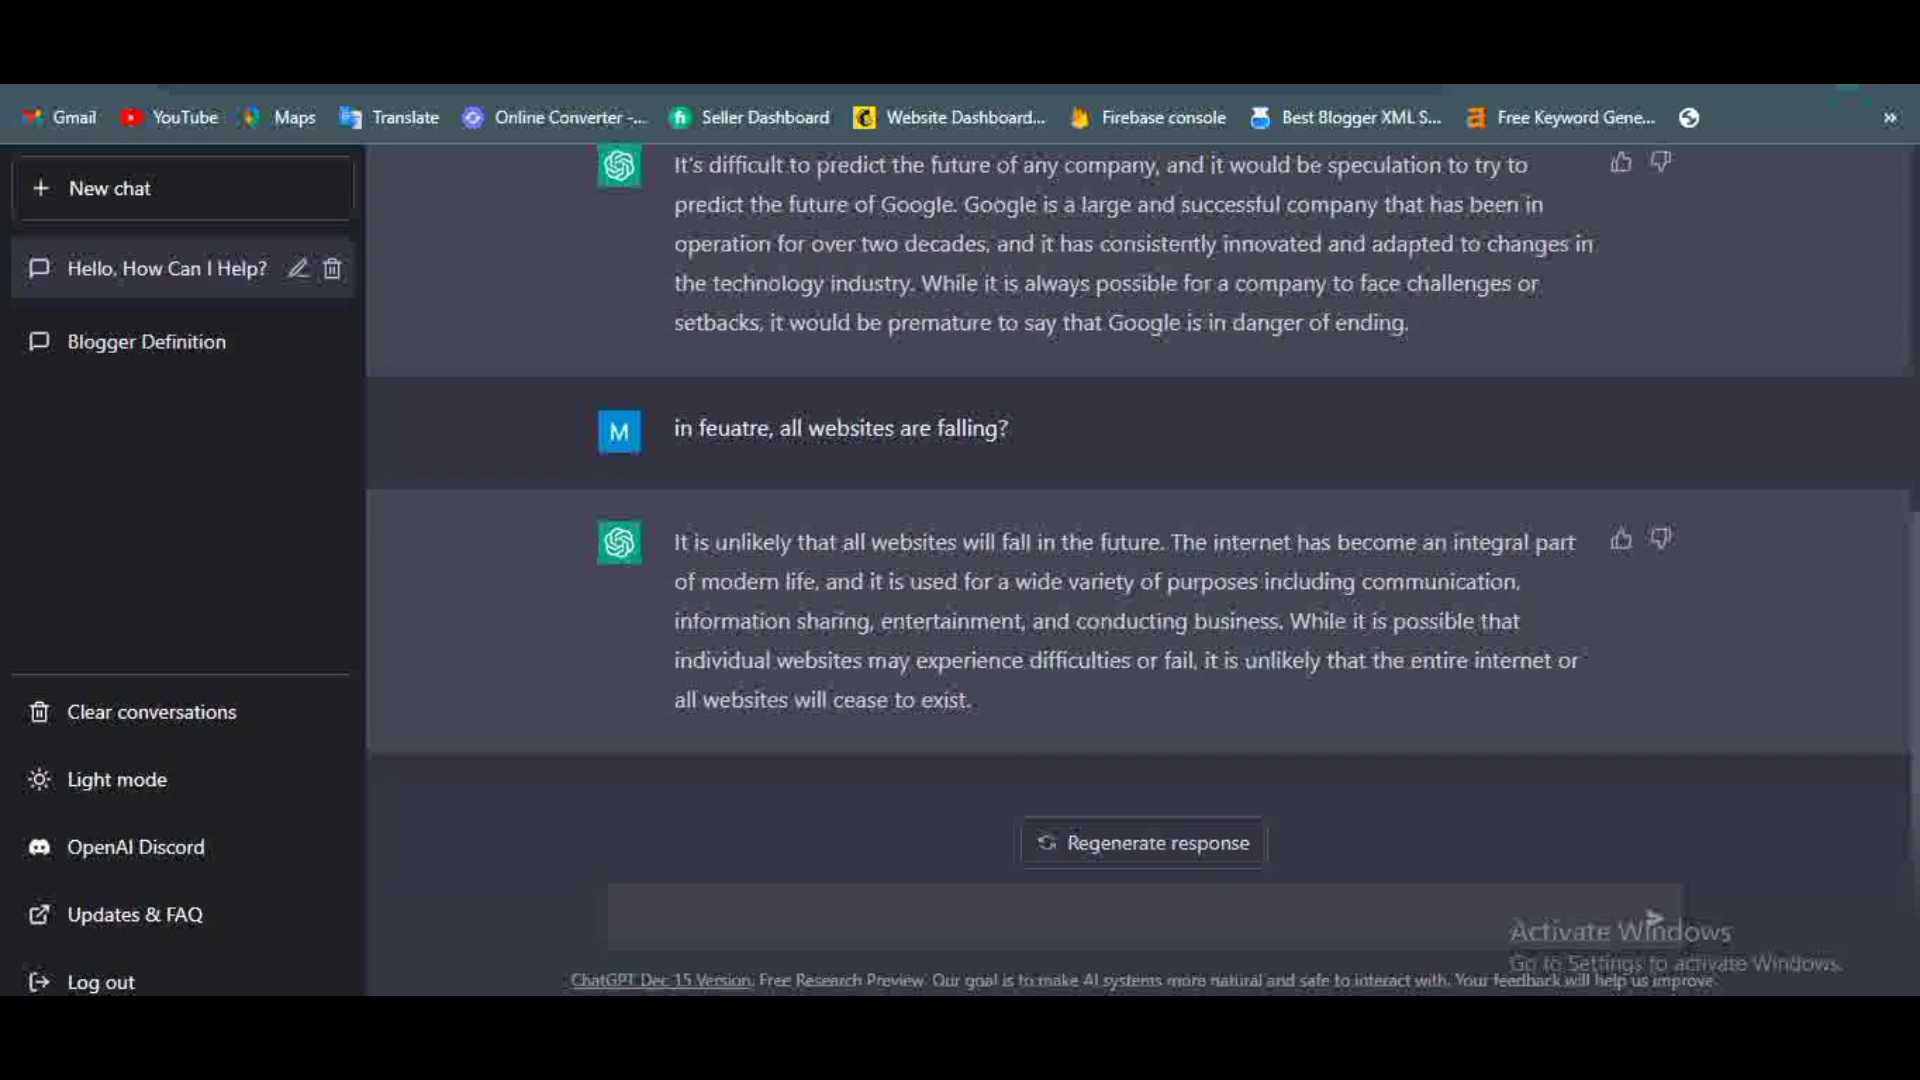 Gmail YouTube Maps Translate Online Converter -... Seller Dashboard Website Dashboard... Firebase console Best Blogger XML S... Free Keyword Gene... »
New chat
Hello, How Can I Help?
Blogger Definition
Clear conversations
Light mode
OpenAI Discord
Updates & FAQ
Log out
It's difficult to predict the future of any company, and it would be speculation to try to
predict the future of Google. Google is a large and successful company that has been in
operation for over two decades, and it has consistently innovated and adapted to changes in
the technology industry. While it is always possible for a company to face challenges or
setbacks, it would be premature to say that Google is in danger of ending.
M
in feuatre, all websites are falling?
It is unlikely that all websites will fall in the future. The internet has become an integral part
of modern life, and it is used for a wide variety of purposes including communication,
information sharing, entertainment, and conducting business. While it is possible that
individual websites may experience difficulties or fail, it is unlikely that the entire internet or
all websites will cease to exist.
Regenerate response
Activate Windows
Go to Settings to activate Windows.
ChatGPT Dec 15 Version. Free Research Preview. Our goal is to make AI systems more natural and safe to interact with. Your feedback will help us improve.